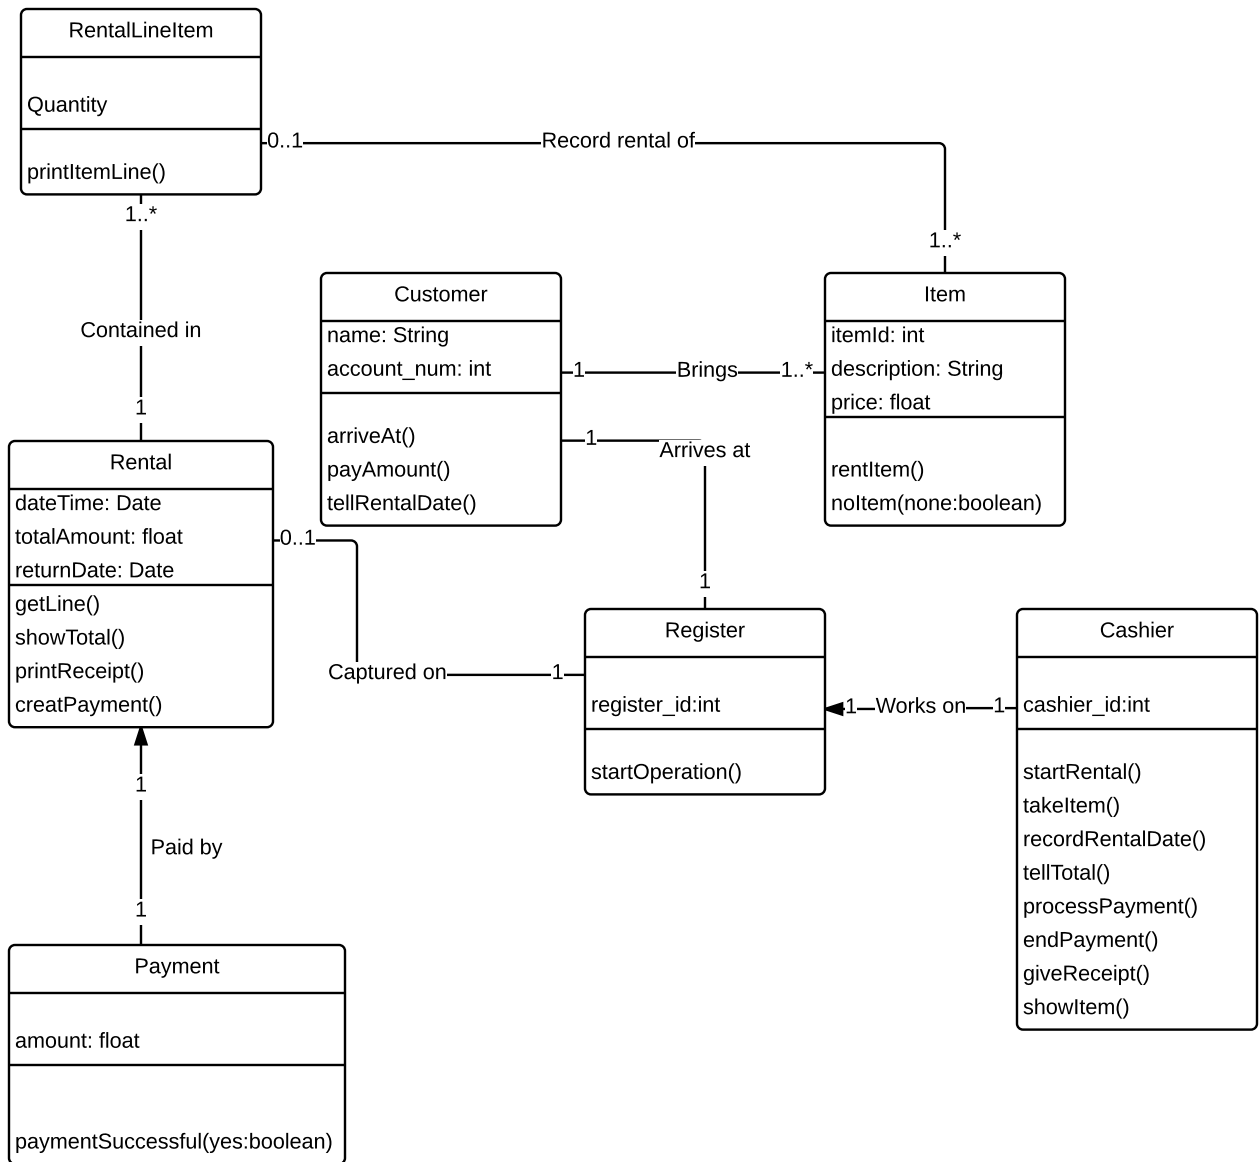 RentalLineItem
Quantity
printItemLine()
0..1
Record rental of
1..*
1..*
Contained in
1
Customer
name: String
account_num: int
arriveAt()
payAmount()
tellRentalDate()
1
Brings
1..*
Item
itemId: int
description: String
price: float
rentItem()
noItem(none:boolean)
1
Arrives at
1
Rental
dateTime: Date
totalAmount: float
returnDate: Date
getLine()
showTotal()
printReceipt()
creatPayment()
0..1
Captured on
1
Register
register_id:int
startOperation()
1
Works on
1
Cashier
cashier_id:int
startRental()
takeItem()
recordRentalDate()
tellTotal()
processPayment()
endPayment()
giveReceipt()
showItem()
1
Paid by
1
Payment
amount: float
paymentSuccessful(yes:boolean)